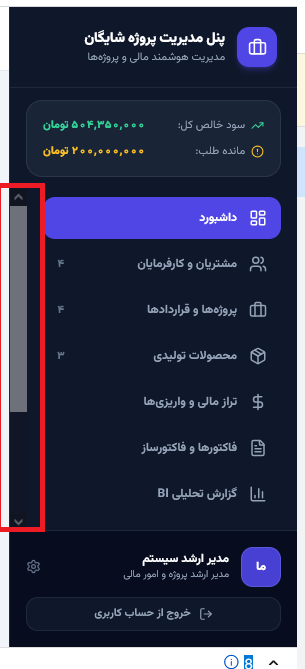 پنل مدیریت پروژه شایگان
مدیریت هوشمند مالی و پروژه‌ها
سود خالص کل: ۵۰۴,۳۵۰,۰۰۰ تومان
مانده طلب: ۲۰۰,۰۰۰,۰۰۰ تومان
داشبورد
مشتریان و کارفرمایان ۴
پروژه‌ها و قراردادها ۴
محصولات تولیدی ۳
تراز مالی و واریزی‌ها
فاکتورها و فاکتورساز
گزارش تحلیلی BI
ما
مدیر ارشد سیستم
مدیر ارشد پروژه و امور مالی
خروج از حساب کاربری
8